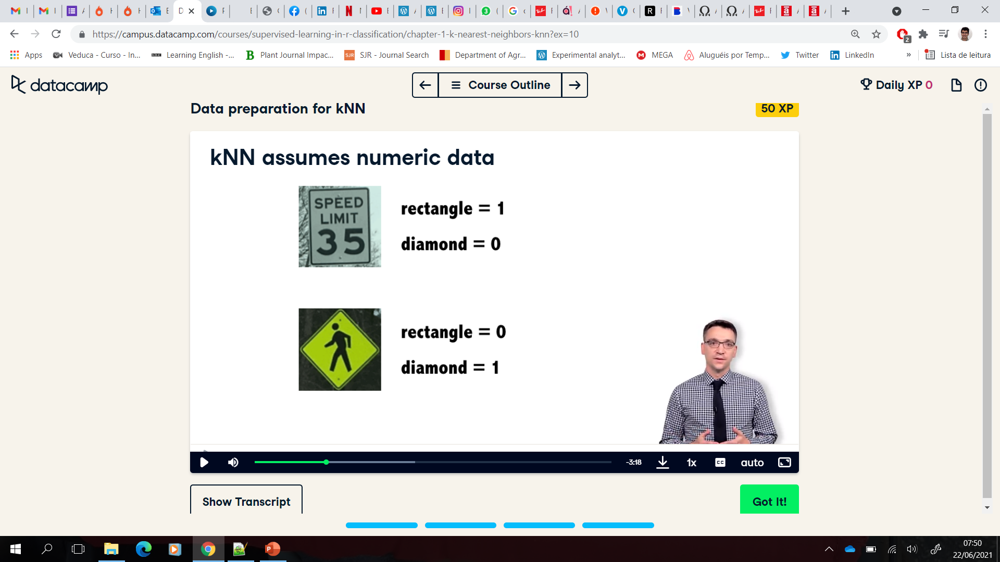 https://campus.datacamp.com/courses/supervised-learning-in-r-classification/chapter-1-k-nearest-neighbors-knn?ex=10
2
Apps
Veduca - Curso - In...
Learning English -...
Plant Journal Impac...
SJR - Journal Search
Department of Agr...
Experimental analyt...
MEGA
Aluguéis por Temp...
Twitter
LinkedIn
»
Lista de leitura
datacamp
Course Outline
Daily XP 0
Data preparation for kNN
50 XP
kNN assumes numeric data
SPEED
LIMIT
35
rectangle = 1
diamond = 0
rectangle = 0
diamond = 1
-3:18
1x
CC
auto
Show Transcript
Got It!
07:50
22/06/2021